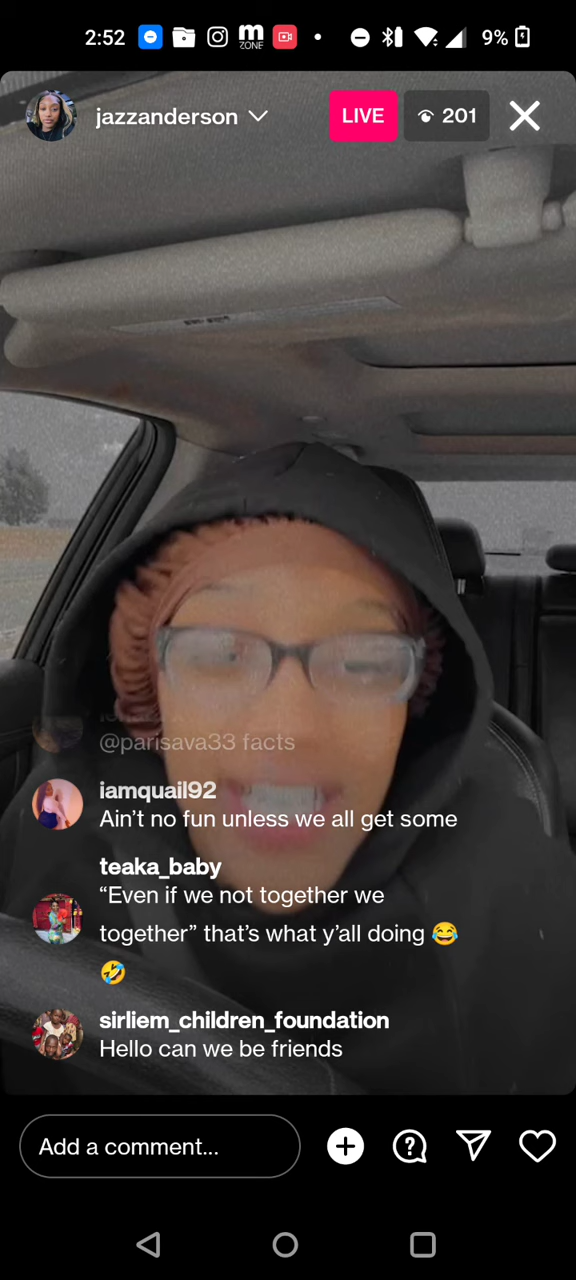 2:52
m
ZONE
9%
jazzanderson
LIVE
201
@parisava33 facts
iamquail92
Ain't no fun unless we all get some
teaka_baby
“Even if we not together we
together” that's what y'all doing 😂
🤣
sirliem_children_foundation
Hello can we be friends
Add a comment...